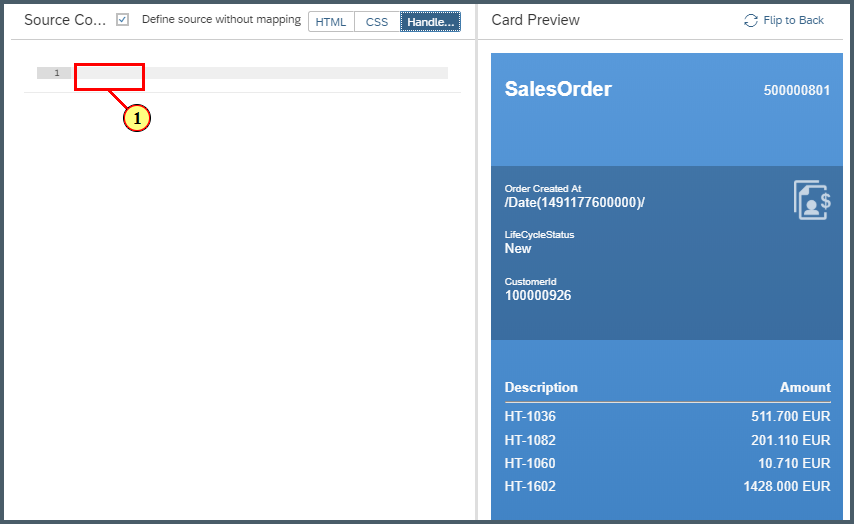 Source Co... Define source without mapping HTML CSS Handle...
1
1
Card Preview Flip to Back
SalesOrder 500000801
Order Created At
/Date(1491177600000)/
$
LifeCycleStatus
New
CustomerId
100000926
Description Amount
HT-1036 511.700 EUR
HT-1082 201.110 EUR
HT-1060 10.710 EUR
HT-1602 1428.000 EUR